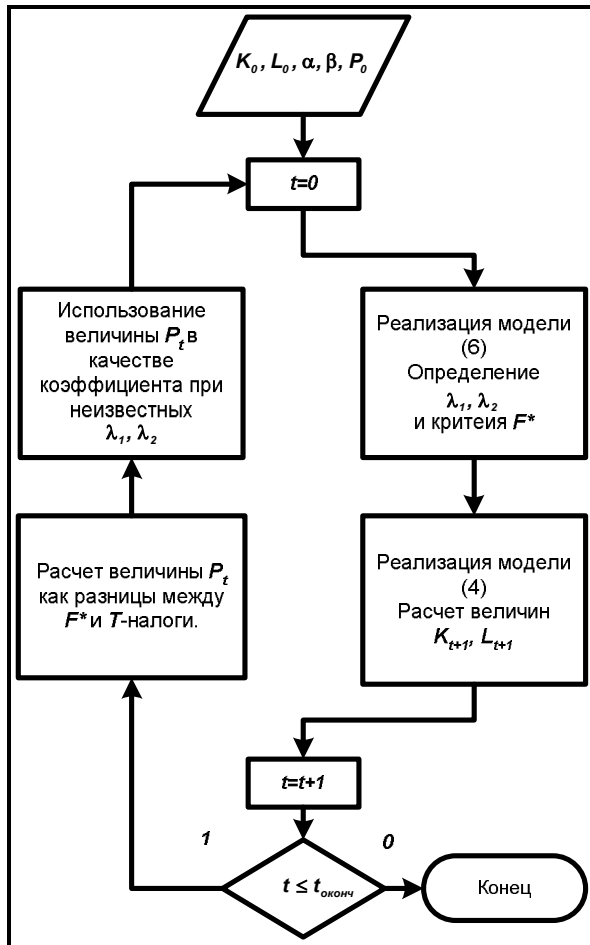 K₀, L₀, α, β, P₀
t=0
Реализация модели
(6)
Определение
λ₁, λ₂
и критеия F*
Реализация модели
(4)
Расчет величин
Kₜ₊₁, Lₜ₊₁
t=t+1
t ≤ tоконч
0
Конец
1
Расчет величины Pₜ
как разницы между
F* и T-налоги.
Использование
величины Pₜ в
качестве
коэффициента при
неизвестных
λ₁, λ₂